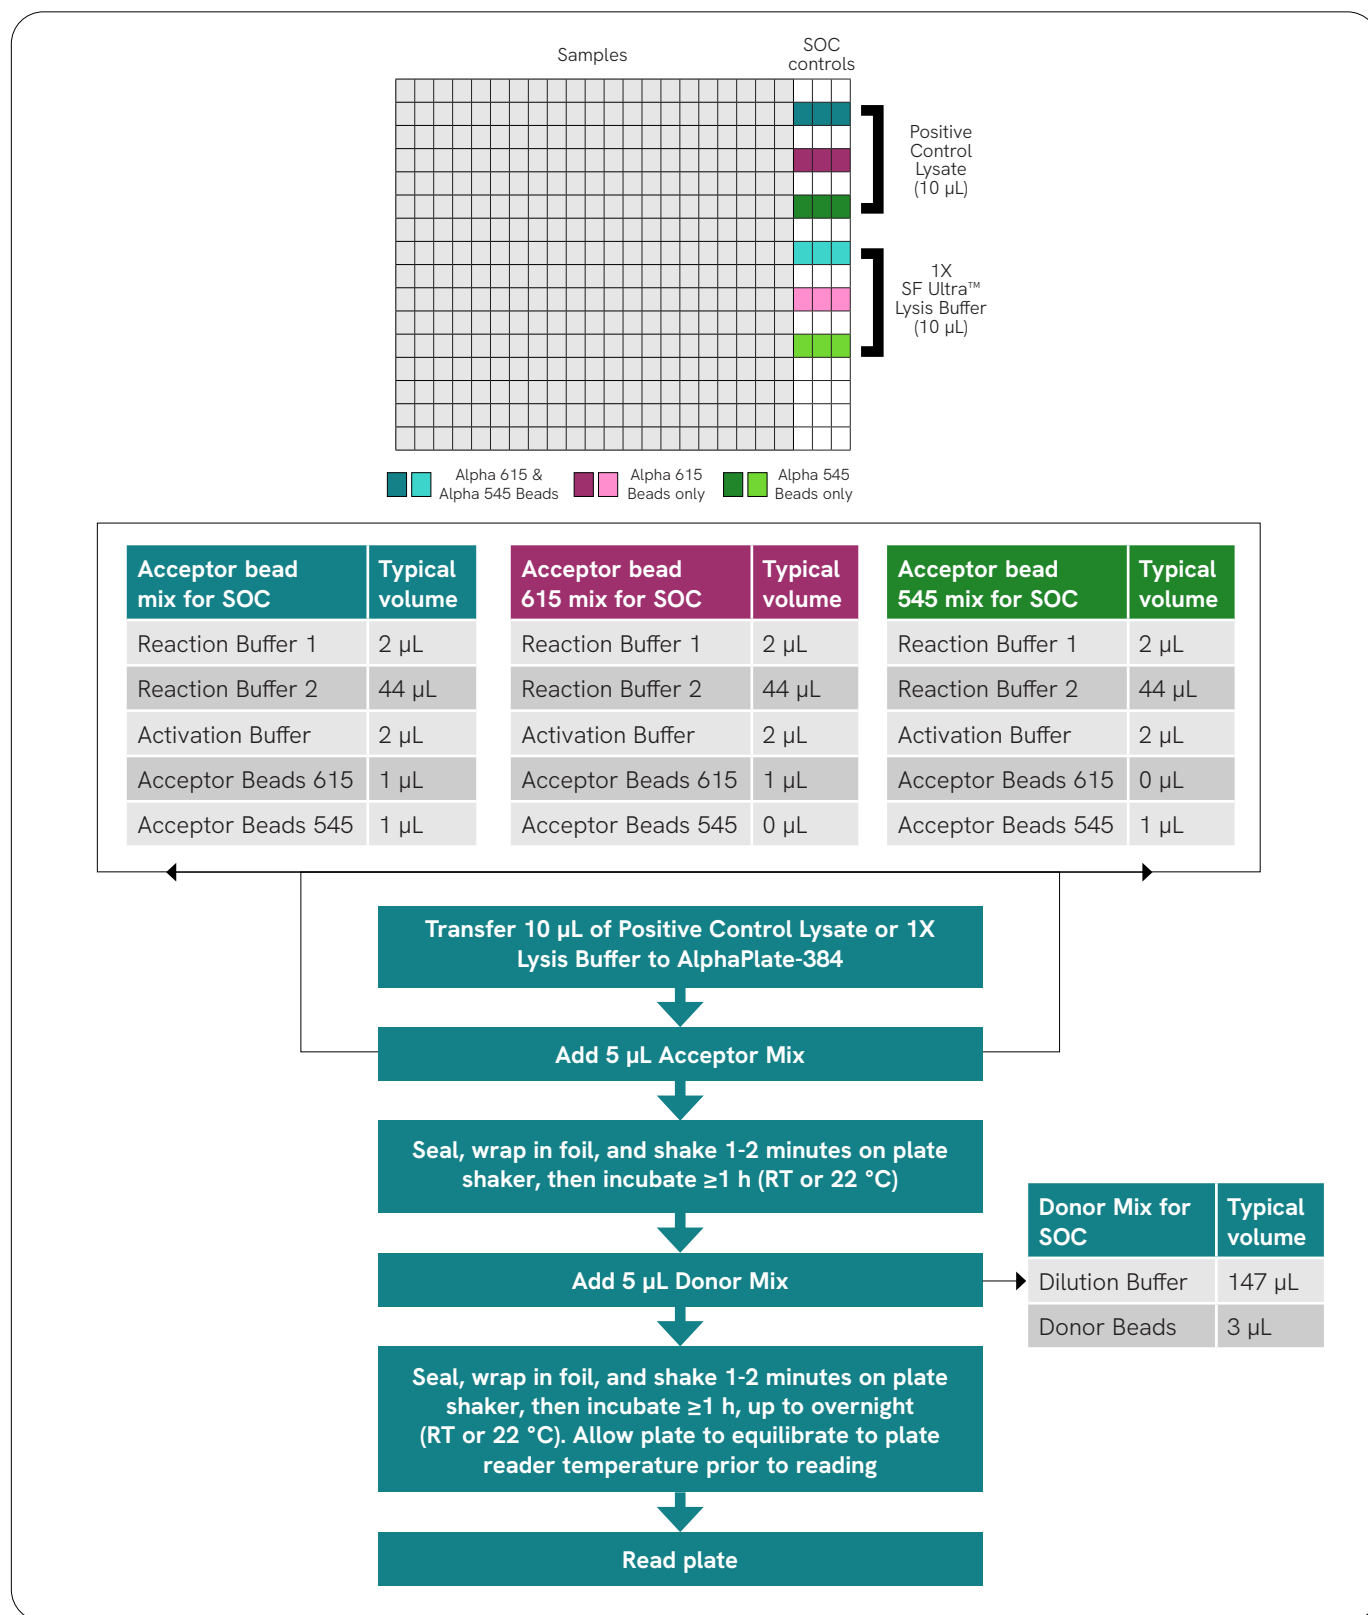 Samples
SOC
controls
Positive
Control
Lysate
(10 µL)
1X
SF Ultra™
Lysis Buffer
(10 µL)
Alpha 615 &
Alpha 545 Beads
Alpha 615
Beads only
Alpha 545
Beads only
Acceptor bead
mix for SOC
Typical
volume
Reaction Buffer 1 2 µL
Reaction Buffer 2 44 µL
Activation Buffer 2 µL
Acceptor Beads 615 1 µL
Acceptor Beads 545 1 µL
Acceptor bead
615 mix for SOC
Typical
volume
Reaction Buffer 1 2 µL
Reaction Buffer 2 44 µL
Activation Buffer 2 µL
Acceptor Beads 615 1 µL
Acceptor Beads 545 0 µL
Acceptor bead
545 mix for SOC
Typical
volume
Reaction Buffer 1 2 µL
Reaction Buffer 2 44 µL
Activation Buffer 2 µL
Acceptor Beads 615 0 µL
Acceptor Beads 545 1 µL
Transfer 10 µL of Positive Control Lysate or 1X
Lysis Buffer to AlphaPlate-384
Add 5 µL Acceptor Mix
Seal, wrap in foil, and shake 1-2 minutes on plate
shaker, then incubate ≥1 h (RT or 22 °C)
Add 5 µL Donor Mix
Donor Mix for
SOC
Typical
volume
Dilution Buffer 147 µL
Donor Beads 3 µL
Seal, wrap in foil, and shake 1-2 minutes on plate
shaker, then incubate ≥1 h, up to overnight
(RT or 22 °C). Allow plate to equilibrate to plate
reader temperature prior to reading
Read plate